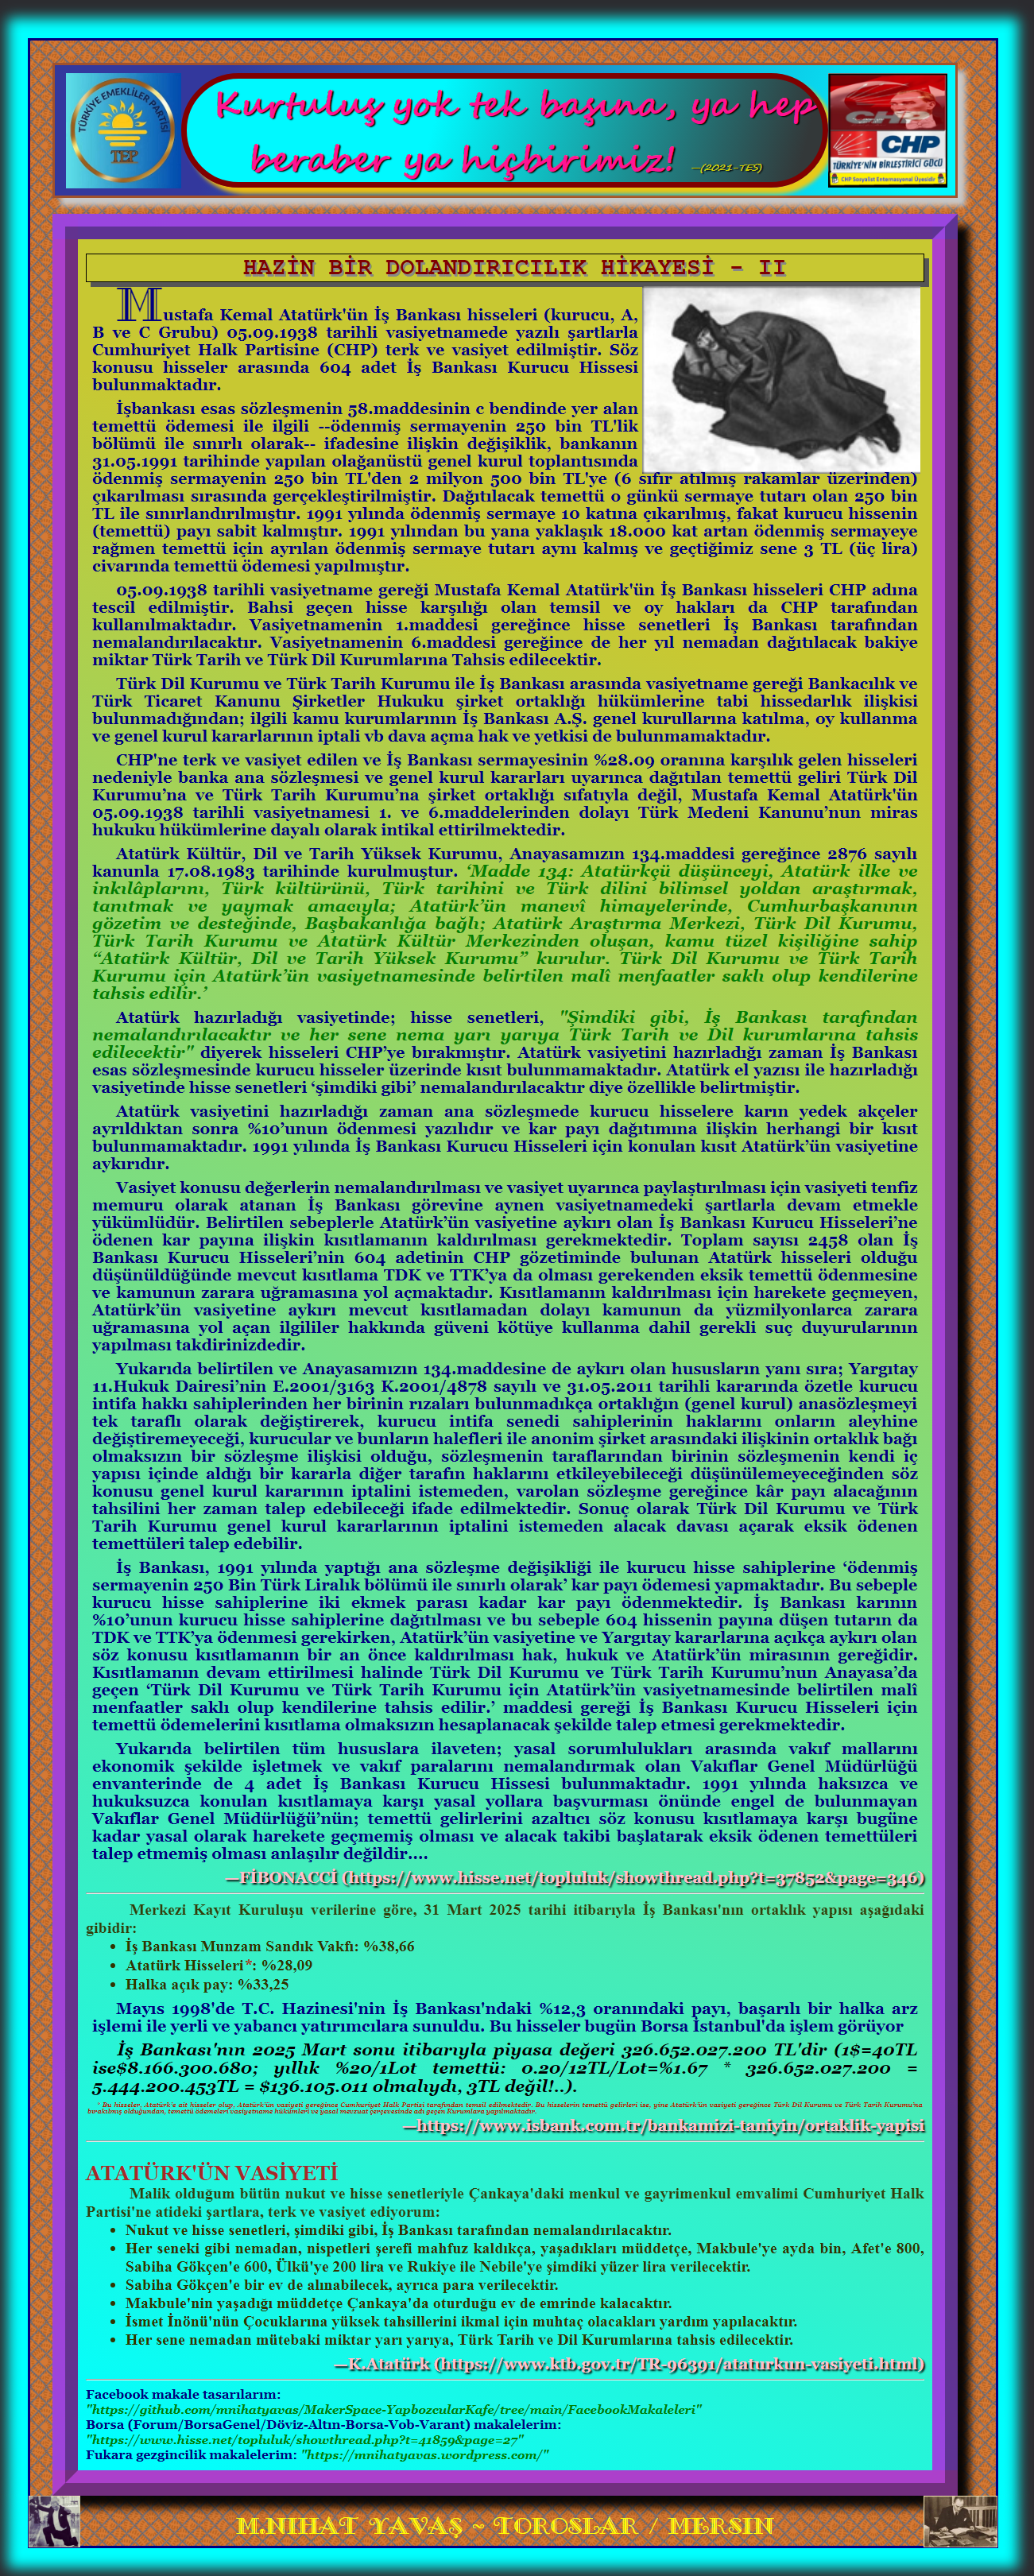 TÜRKİYE EMEKLİLER PARTİSİ
TEP
Kurtuluş yok tek başına, ya hep
beraber ya hiçbirimiz! —(2021-TES)
CHP
CHP
TÜRKİYE'NİN BİRLEŞTİRİCİ GÜCÜ
CHP Sosyalist Enternasyonal Üyesidir
HAZİN BİR DOLANDIRICILIK HİKAYESİ - II
Mustafa Kemal Atatürk'ün İş Bankası hisseleri (kurucu, A,
B ve C Grubu) 05.09.1938 tarihli vasiyetnamede yazılı şartlarla
Cumhuriyet Halk Partisine (CHP) terk ve vasiyet edilmiştir. Söz
konusu hisseler arasında 604 adet İş Bankası Kurucu Hissesi
bulunmaktadır.
İşbankası esas sözleşmenin 58.maddesinin c bendinde yer alan
temettü ödemesi ile ilgili --ödenmiş sermayenin 250 bin TL'lik
bölümü ile sınırlı olarak-- ifadesine ilişkin değişiklik, bankanın
31.05.1991 tarihinde yapılan olağanüstü genel kurul toplantısında
ödenmiş sermayenin 250 bin TL'den 2 milyon 500 bin TL'ye (6 sıfır atılmış rakamlar üzerinden)
çıkarılması sırasında gerçekleştirilmiştir. Dağıtılacak temettü o günkü sermaye tutarı olan 250 bin
TL ile sınırlandırılmıştır. 1991 yılında ödenmiş sermaye 10 katına çıkarılmış, fakat kurucu hissenin
(temettü) payı sabit kalmıştır. 1991 yılından bu yana yaklaşık 18.000 kat artan ödenmiş sermayeye
rağmen temettü için ayrılan ödenmiş sermaye tutarı aynı kalmış ve geçtiğimiz sene 3 TL (üç lira)
civarında temettü ödemesi yapılmıştır.
05.09.1938 tarihli vasiyetname gereği Mustafa Kemal Atatürk'ün İş Bankası hisseleri CHP adına
tescil edilmiştir. Bahsi geçen hisse karşılığı olan temsil ve oy hakları da CHP tarafından
kullanılmaktadır. Vasiyetnamenin 1.maddesi gereğince hisse senetleri İş Bankası tarafından
nemalandırılacaktır. Vasiyetnamenin 6.maddesi gereğince de her yıl nemadan dağıtılacak bakiye
miktar Türk Tarih ve Türk Dil Kurumlarına Tahsis edilecektir.
Türk Dil Kurumu ve Türk Tarih Kurumu ile İş Bankası arasında vasiyetname gereği Bankacılık ve
Türk Ticaret Kanunu Şirketler Hukuku şirket ortaklığı hükümlerine tabi hissedarlık ilişkisi
bulunmadığından; ilgili kamu kurumlarının İş Bankası A.Ş. genel kurullarına katılma, oy kullanma
ve genel kurul kararlarının iptali vb dava açma hak ve yetkisi de bulunmamaktadır.
CHP'ne terk ve vasiyet edilen ve İş Bankası sermayesinin %28.09 oranına karşılık gelen hisseleri
nedeniyle banka ana sözleşmesi ve genel kurul kararları uyarınca dağıtılan temettü geliri Türk Dil
Kurumu’na ve Türk Tarih Kurumu’na şirket ortaklığı sıfatıyla değil, Mustafa Kemal Atatürk'ün
05.09.1938 tarihli vasiyetnamesi 1. ve 6.maddelerinden dolayı Türk Medeni Kanunu’nun miras
hukuku hükümlerine dayalı olarak intikal ettirilmektedir.
Atatürk Kültür, Dil ve Tarih Yüksek Kurumu, Anayasamızın 134.maddesi gereğince 2876 sayılı
kanunla 17.08.1983 tarihinde kurulmuştur. ‘Madde 134: Atatürkçü düşünceyi, Atatürk ilke ve
inkılâplarını, Türk kültürünü, Türk tarihini ve Türk dilini bilimsel yoldan araştırmak,
tanıtmak ve yaymak amacıyla; Atatürk’ün manevî himayelerinde, Cumhurbaşkanının
gözetim ve desteğinde, Başbakanlığa bağlı; Atatürk Araştırma Merkezi, Türk Dil Kurumu,
Türk Tarih Kurumu ve Atatürk Kültür Merkezinden oluşan, kamu tüzel kişiliğine sahip
“Atatürk Kültür, Dil ve Tarih Yüksek Kurumu” kurulur. Türk Dil Kurumu ve Türk Tarih
Kurumu için Atatürk’ün vasiyetnamesinde belirtilen malî menfaatler saklı olup kendilerine
tahsis edilir.’
Atatürk hazırladığı vasiyetinde; hisse senetleri, "Şimdiki gibi, İş Bankası tarafından
nemalandırılacaktır ve her sene nema yarı yarıya Türk Tarih ve Dil kurumlarına tahsis
edilecektir" diyerek hisseleri CHP’ye bırakmıştır. Atatürk vasiyetini hazırladığı zaman İş Bankası
esas sözleşmesinde kurucu hisseler üzerinde kısıt bulunmamaktadır. Atatürk el yazısı ile hazırladığı
vasiyetinde hisse senetleri ‘şimdiki gibi’ nemalandırılacaktır diye özellikle belirtmiştir.
Atatürk vasiyetini hazırladığı zaman ana sözleşmede kurucu hisselere karın yedek akçeler
ayrıldıktan sonra %10’unun ödenmesi yazılıdır ve kar payı dağıtımına ilişkin herhangi bir kısıt
bulunmamaktadır. 1991 yılında İş Bankası Kurucu Hisseleri için konulan kısıt Atatürk’ün vasiyetine
aykırıdır.
Vasiyet konusu değerlerin nemalandırılması ve vasiyet uyarınca paylaştırılması için vasiyeti tenfiz
memuru olarak atanan İş Bankası görevine aynen vasiyetnamedeki şartlarla devam etmekle
yükümlüdür. Belirtilen sebeplerle Atatürk’ün vasiyetine aykırı olan İş Bankası Kurucu Hisseleri’ne
ödenen kar payına ilişkin kısıtlamanın kaldırılması gerekmektedir. Toplam sayısı 2458 olan İş
Bankası Kurucu Hisseleri’nin 604 adetinin CHP gözetiminde bulunan Atatürk hisseleri olduğu
düşünüldüğünde mevcut kısıtlama TDK ve TTK’ya da olması gerekenden eksik temettü ödenmesine
ve kamunun zarara uğramasına yol açmaktadır. Kısıtlamanın kaldırılması için harekete geçmeyen,
Atatürk’ün vasiyetine aykırı mevcut kısıtlamadan dolayı kamunun da yüzmilyonlarca zarara
uğramasına yol açan ilgililer hakkında güveni kötüye kullanma dahil gerekli suç duyurularının
yapılması takdirinizdedir.
Yukarıda belirtilen ve Anayasamızın 134.maddesine de aykırı olan hususların yanı sıra; Yargıtay
11.Hukuk Dairesi’nin E.2001/3163 K.2001/4878 sayılı ve 31.05.2011 tarihli kararında özetle kurucu
intifa hakkı sahiplerinden her birinin rızaları bulunmadıkça ortaklığın (genel kurul) anasözleşmeyi
tek taraflı olarak değiştirerek, kurucu intifa senedi sahiplerinin haklarını onların aleyhine
değiştiremeyeceği, kurucular ve bunların halefleri ile anonim şirket arasındaki ilişkinin ortaklık bağı
olmaksızın bir sözleşme ilişkisi olduğu, sözleşmenin taraflarından birinin sözleşmenin kendi iç
yapısı içinde aldığı bir kararla diğer tarafın haklarını etkileyebileceği düşünülemeyeceğinden söz
konusu genel kurul kararının iptalini istemeden, varolan sözleşme gereğince kâr payı alacağının
tahsilini her zaman talep edebileceği ifade edilmektedir. Sonuç olarak Türk Dil Kurumu ve Türk
Tarih Kurumu genel kurul kararlarının iptalini istemeden alacak davası açarak eksik ödenen
temettüleri talep edebilir.
İş Bankası, 1991 yılında yaptığı ana sözleşme değişikliği ile kurucu hisse sahiplerine ‘ödenmiş
sermayenin 250 Bin Türk Liralık bölümü ile sınırlı olarak’ kar payı ödemesi yapmaktadır. Bu sebeple
kurucu hisse sahiplerine iki ekmek parası kadar kar payı ödenmektedir. İş Bankası karının
%10’unun kurucu hisse sahiplerine dağıtılması ve bu sebeple 604 hissenin payına düşen tutarın da
TDK ve TTK’ya ödenmesi gerekirken, Atatürk’ün vasiyetine ve Yargıtay kararlarına açıkça aykırı olan
söz konusu kısıtlamanın bir an önce kaldırılması hak, hukuk ve Atatürk’ün mirasının gereğidir.
Kısıtlamanın devam ettirilmesi halinde Türk Dil Kurumu ve Türk Tarih Kurumu’nun Anayasa’da
geçen ‘Türk Dil Kurumu ve Türk Tarih Kurumu için Atatürk’ün vasiyetnamesinde belirtilen malî
menfaatler saklı olup kendilerine tahsis edilir.’ maddesi gereği İş Bankası Kurucu Hisseleri için
temettü ödemelerini kısıtlama olmaksızın hesaplanacak şekilde talep etmesi gerekmektedir.
Yukarıda belirtilen tüm hususlara ilaveten; yasal sorumlulukları arasında vakıf mallarını
ekonomik şekilde işletmek ve vakıf paralarını nemalandırmak olan Vakıflar Genel Müdürlüğü
envanterinde de 4 adet İş Bankası Kurucu Hissesi bulunmaktadır. 1991 yılında haksızca ve
hukuksuzca konulan kısıtlamaya karşı yasal yollara başvurması önünde engel de bulunmayan
Vakıflar Genel Müdürlüğü’nün; temettü gelirlerini azaltıcı söz konusu kısıtlamaya karşı bugüne
kadar yasal olarak harekete geçmemiş olması ve alacak takibi başlatarak eksik ödenen temettüleri
talep etmemiş olması anlaşılır değildir....
—FİBONACCİ (https://www.hisse.net/topluluk/showthread.php?t=37852&page=346)
Merkezi Kayıt Kuruluşu verilerine göre, 31 Mart 2025 tarihi itibarıyla İş Bankası'nın ortaklık yapısı aşağıdaki
gibidir:
• İş Bankası Munzam Sandık Vakfı: %38,66
• Atatürk Hisseleri*: %28,09
• Halka açık pay: %33,25
Mayıs 1998'de T.C. Hazinesi'nin İş Bankası'ndaki %12,3 oranındaki payı, başarılı bir halka arz
işlemi ile yerli ve yabancı yatırımcılara sunuldu. Bu hisseler bugün Borsa İstanbul'da işlem görüyor
İş Bankası'nın 2025 Mart sonu itibarıyla piyasa değeri 326.652.027.200 TL'dir (1$=40TL
ise$8.166.300.680; yıllık %20/1Lot temettü: 0.20/12TL/Lot=%1.67 * 326.652.027.200 =
5.444.200.453TL = $136.105.011 olmalıydı, 3TL değil!..).
* Bu hisseler, Atatürk'e ait hisseler olup, Atatürk'ün vasiyeti gereğince Cumhuriyet Halk Partisi tarafından temsil edilmektedir. Bu hisselerin temettü gelirleri ise, yine Atatürk'ün vasiyeti gereğince Türk Dil Kurumu ve Türk Tarih Kurumu'na
bırakılmış olduğundan, temettü ödemeleri vasiyetname hükümleri ve yasal mevzuat çerçevesinde adı geçen Kurumlara yapılmaktadır.
—https://www.isbank.com.tr/bankamizi-taniyin/ortaklik-yapisi
ATATÜRK'ÜN VASİYETİ
Malik olduğum bütün nukut ve hisse senetleriyle Çankaya'daki menkul ve gayrimenkul emvalimi Cumhuriyet Halk
Partisi'ne atideki şartlara, terk ve vasiyet ediyorum:
• Nukut ve hisse senetleri, şimdiki gibi, İş Bankası tarafından nemalandırılacaktır.
• Her seneki gibi nemadan, nispetleri şerefi mahfuz kaldıkça, yaşadıkları müddetçe, Makbule'ye ayda bin, Afet'e 800,
Sabiha Gökçen'e 600, Ülkü'ye 200 lira ve Rukiye ile Nebile'ye şimdiki yüzer lira verilecektir.
• Sabiha Gökçen'e bir ev de alınabilecek, ayrıca para verilecektir.
• Makbule'nin yaşadığı müddetçe Çankaya'da oturduğu ev de emrinde kalacaktır.
• İsmet İnönü'nün Çocuklarına yüksek tahsillerini ikmal için muhtaç olacakları yardım yapılacaktır.
• Her sene nemadan mütebaki miktar yarı yarıya, Türk Tarih ve Dil Kurumlarına tahsis edilecektir.
—K.Atatürk (https://www.ktb.gov.tr/TR-96391/ataturkun-vasiyeti.html)
Facebook makale tasarılarım:
"https://github.com/mnihatyavas/MakerSpace-YapbozcularKafe/tree/main/FacebookMakaleleri"
Borsa (Forum/BorsaGenel/Döviz-Altın-Borsa-Vob-Varant) makalelerim:
"https://www.hisse.net/topluluk/showthread.php?t=41859&page=27"
Fukara gezgincilik makalelerim: "https://mnihatyavas.wordpress.com/"
M.NIHAT YAVAŞ ~ TOROSLAR / MERSIN